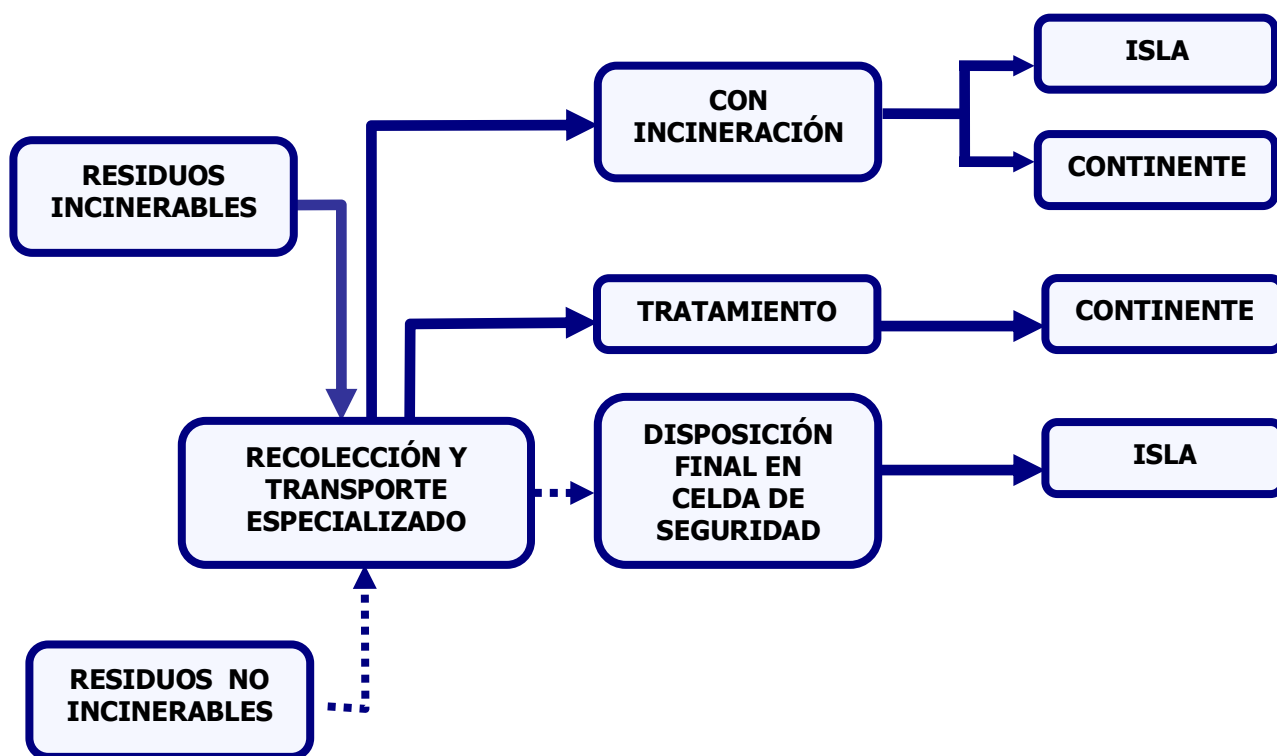 ISLA
CON
INCINERACIÓN
CONTINENTE
RESIDUOS
INCINERABLES
TRATAMIENTO
CONTINENTE
RECOLECCIÓN Y
TRANSPORTE
ESPECIALIZADO
DISPOSICIÓN
FINAL EN
CELDA DE
SEGURIDAD
ISLA
RESIDUOS NO
INCINERABLES